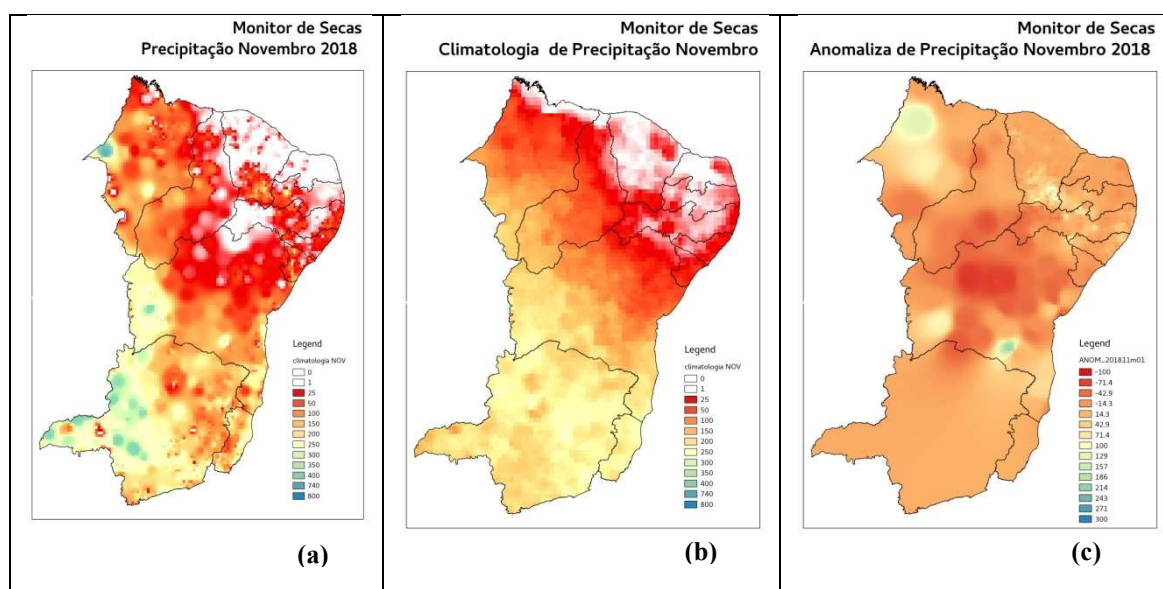 Monitor de Secas
Precipitação Novembro 2018
Legend
climatologia NOV
0
1
25
50
100
150
200
250
300
350
400
740
800
(a)
Monitor de Secas
Climatologia de Precipitação Novembro
Legend
climatologia NOV
0
1
25
50
100
150
200
250
300
350
400
740
800
(b)
Monitor de Secas
Anomaliza de Precipitação Novembro 2018
Legend
ANOM_201811m01
-100
-71.4
-42.9
-14.3
14.3
42.9
71.4
100
129
157
186
214
243
271
300
(c)